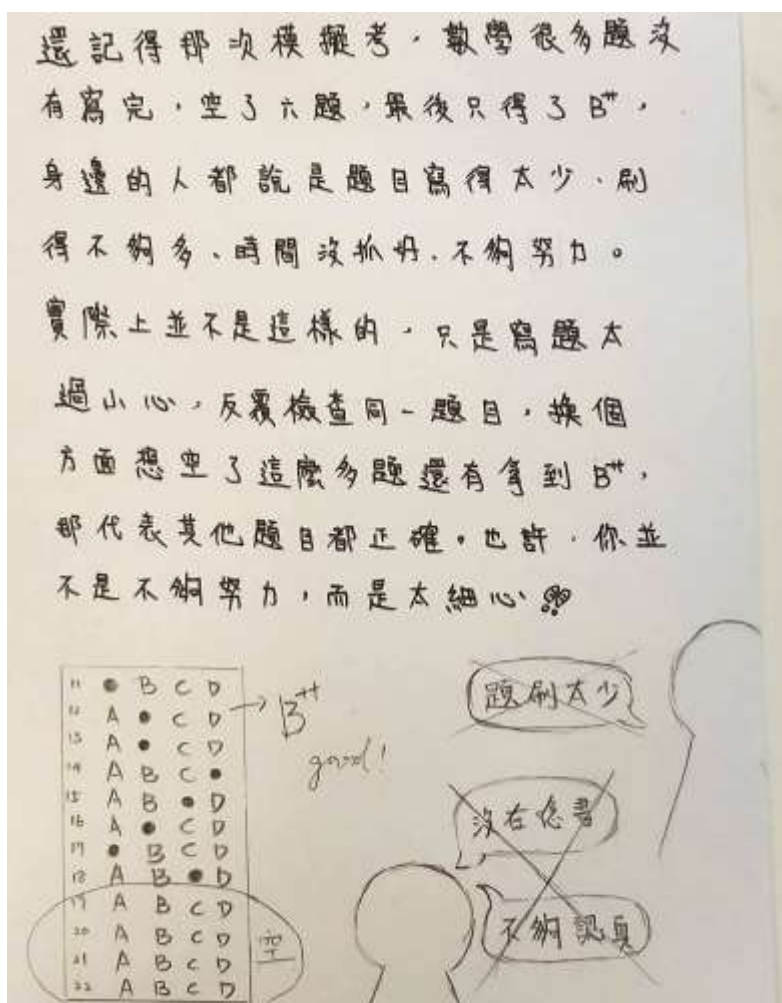 還記得那次模擬考，數學很多題沒
有寫完，空了六題，最後只得了B++，
身邊的人都說是題目寫得太少、刷
得不夠多、時間沒抓好、不夠努力。
實際上並不是這樣的，只是寫題太
過小心，反覆檢查同一題目，換個
方面想空了這麼多題還有拿到B++，
那代表其他題目都正確。也許，你並
不是不夠努力，而是太細心
11 ● B C D
12 A ● C D
13 A ● C D
14 A B C ●
15 A B ● D
16 A ● C D
17 ● B C D
18 A B ● D
19 A B C D
20 A B C D
21 A B C D
22 A B C D
空
→ B++
good!
題刷太少
沒在念書
不夠認真